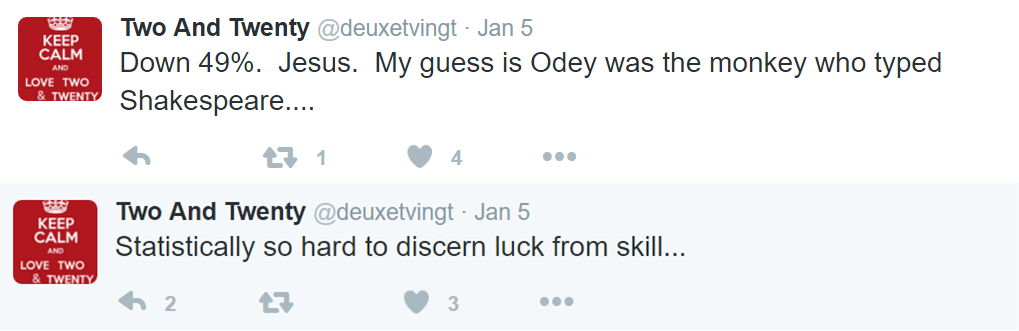 Two And Twenty @deuxetvingt · Jan 5
KEEP
CALM
AND
LOVE TWO
& TWENTY
Down 49%. Jesus. My guess is Odey was the monkey who typed
Shakespeare....
1 4
Two And Twenty @deuxetvingt · Jan 5
KEEP
CALM
AND
LOVE TWO
& TWENTY
Statistically so hard to discern luck from skill...
2 3